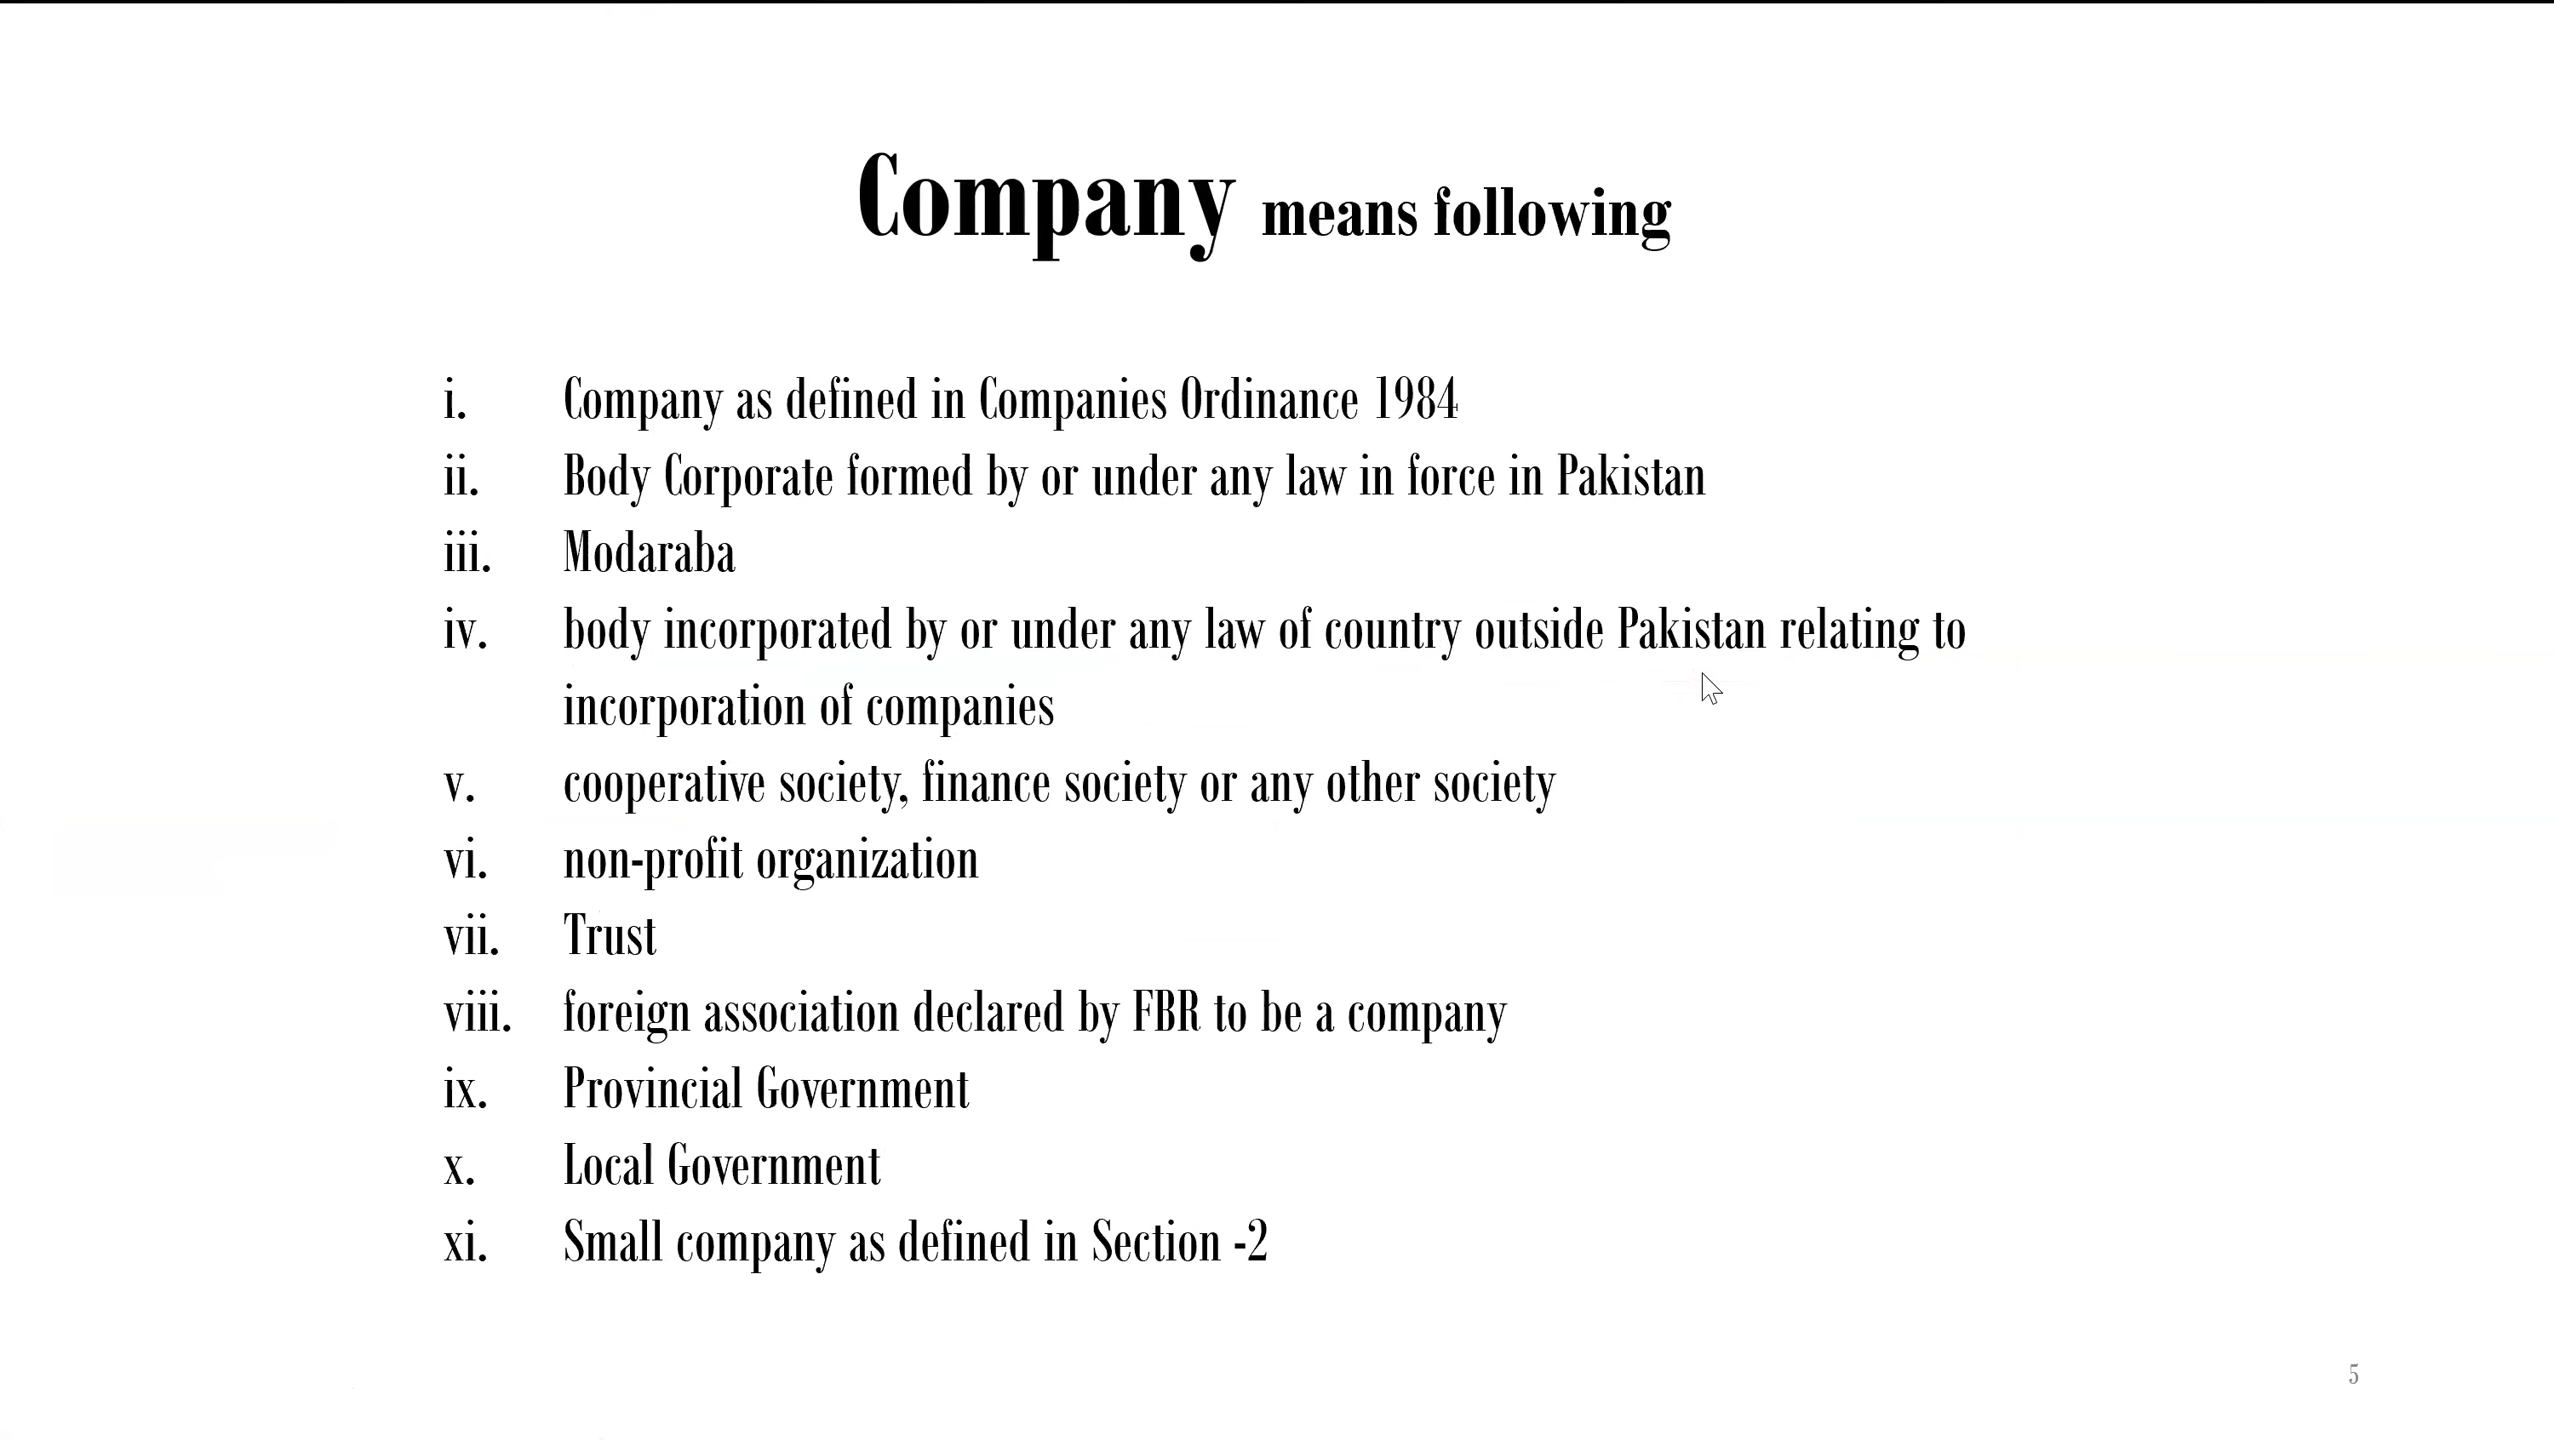 Company means following
i. Company as defined in Companies Ordinance 1984
ii. Body Corporate formed by or under any law in force in Pakistan
iii. Modaraba
iv. body incorporated by or under any law of country outside Pakistan relating to
incorporation of companies
v. cooperative society, finance society or any other society
vi. non-profit organization
vii. Trust
viii. foreign association declared by FBR to be a company
ix. Provincial Government
x. Local Government
xi. Small company as defined in Section -2
5